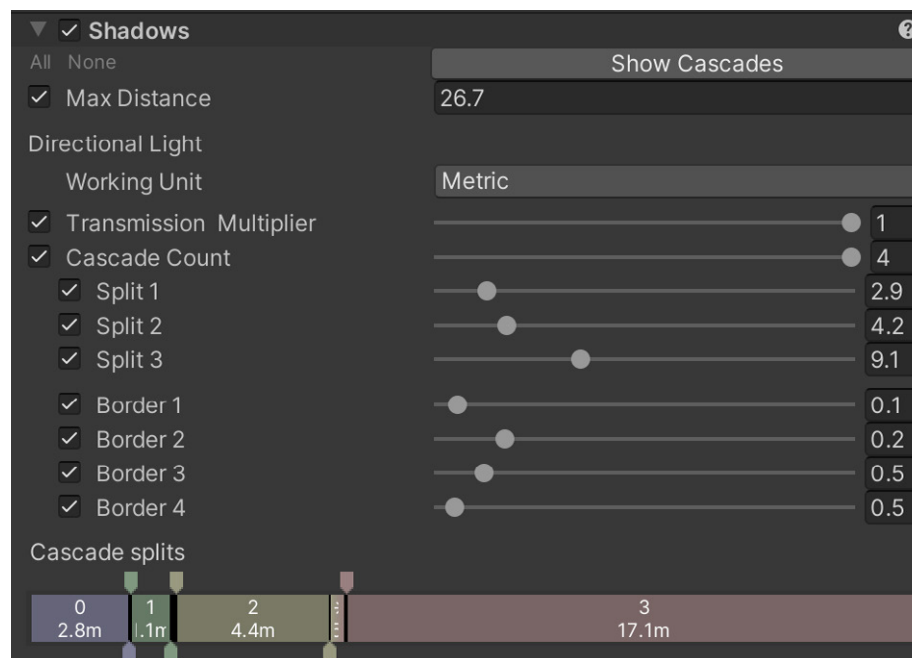 Shadows
All None
Show Cascades
Max Distance 26.7
Directional Light
Working Unit Metric
Transmission Multiplier 1
Cascade Count 4
Split 1 2.9
Split 2 4.2
Split 3 9.1
Border 1 0.1
Border 2 0.2
Border 3 0.5
Border 4 0.5
Cascade splits
0 1 2 3
2.8m .1m 4.4m 17.1m